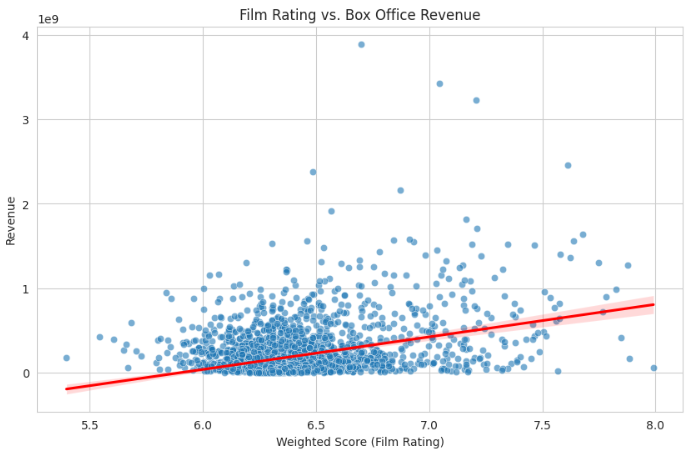 Film Rating vs. Box Office Revenue
1e9
4
3
2
1
0
Revenue
5.5 6.0 6.5 7.0 7.5 8.0
Weighted Score (Film Rating)